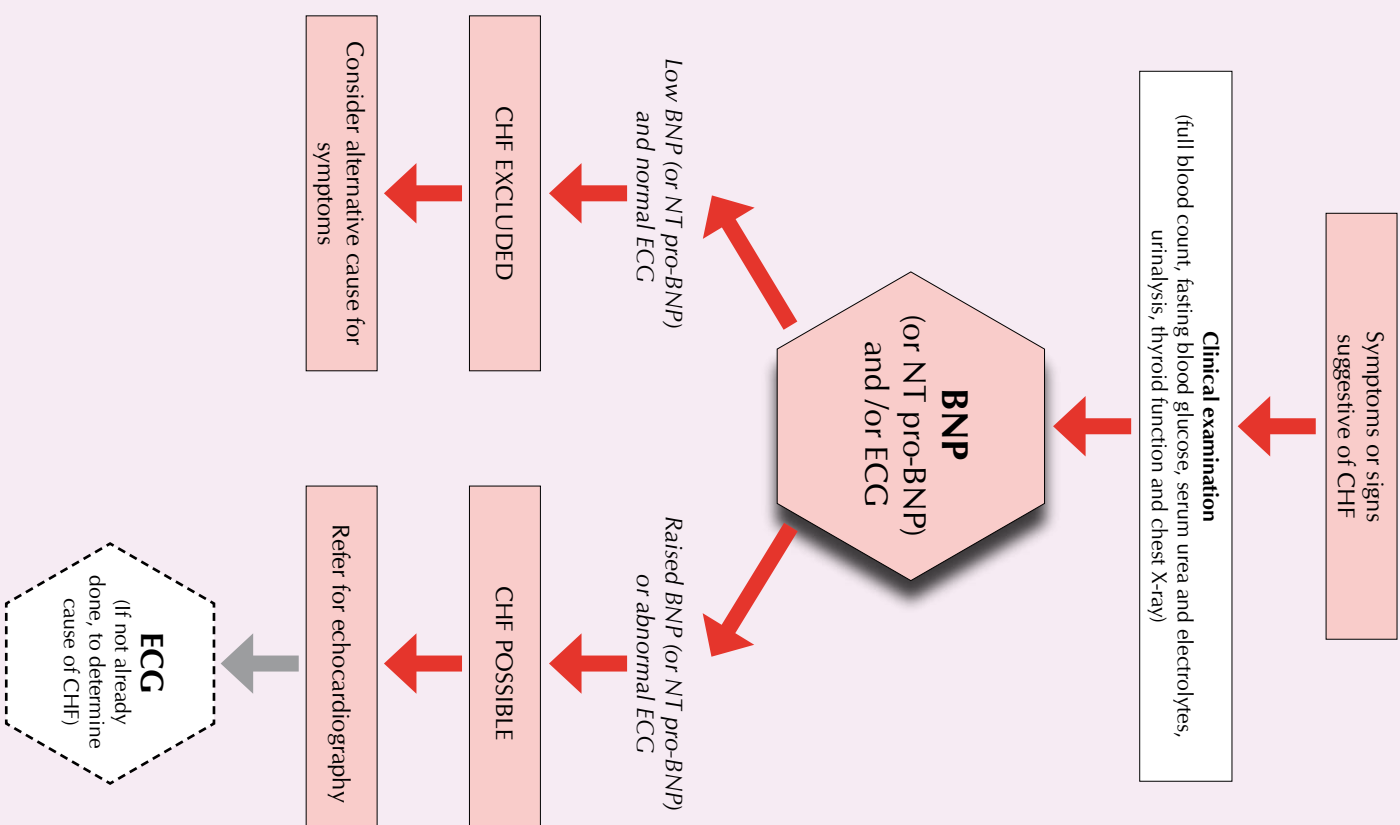 Symptoms or signs
suggestive of CHF
Clinical examination
(full blood count, fasting blood glucose, serum urea and electrolytes,
urinalysis, thyroid function and chest X-ray)
BNP
(or NT pro-BNP)
and /or ECG
Low BNP (or NT pro-BNP)
and normal ECG
CHF EXCLUDED
Consider alternative cause for
symptoms
Raised BNP (or NT pro-BNP)
or abnormal ECG
CHF POSSIBLE
Refer for echocardiography
ECG
(If not already
done, to determine
cause of CHF)